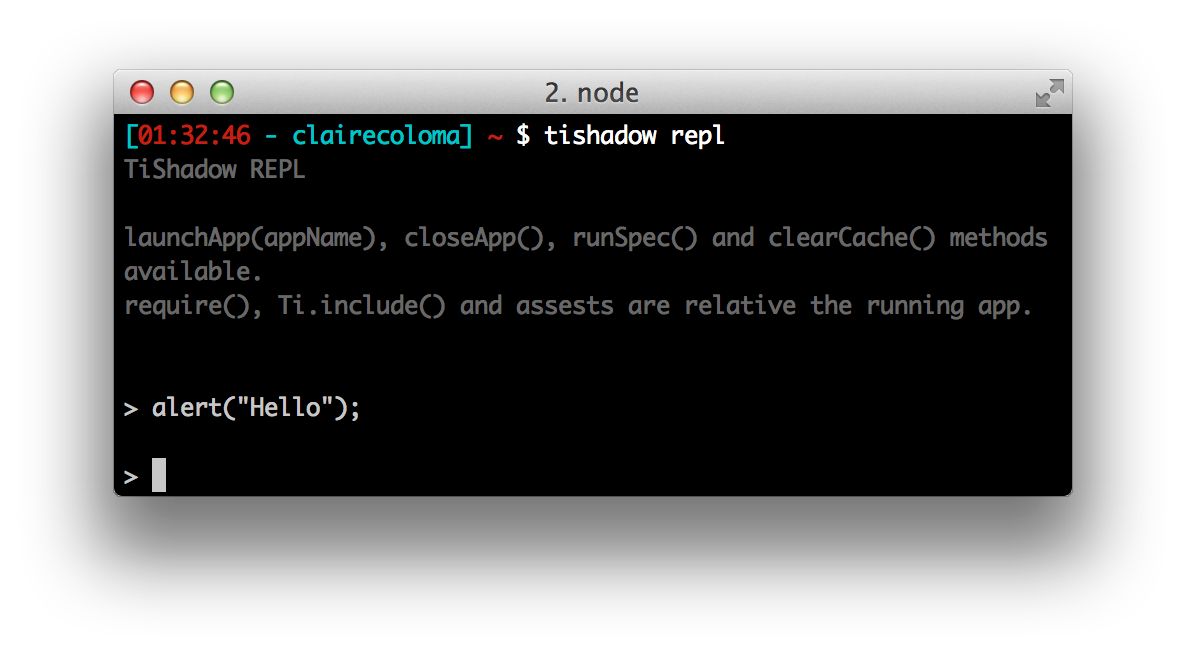 2. node
[01:32:46 - clairecoloma] ~ $ tishadow repl
TiShadow REPL
launchApp(appName), closeApp(), runSpec() and clearCache() methods
available.
require(), Ti.include() and assests are relative the running app.
> alert("Hello");
>